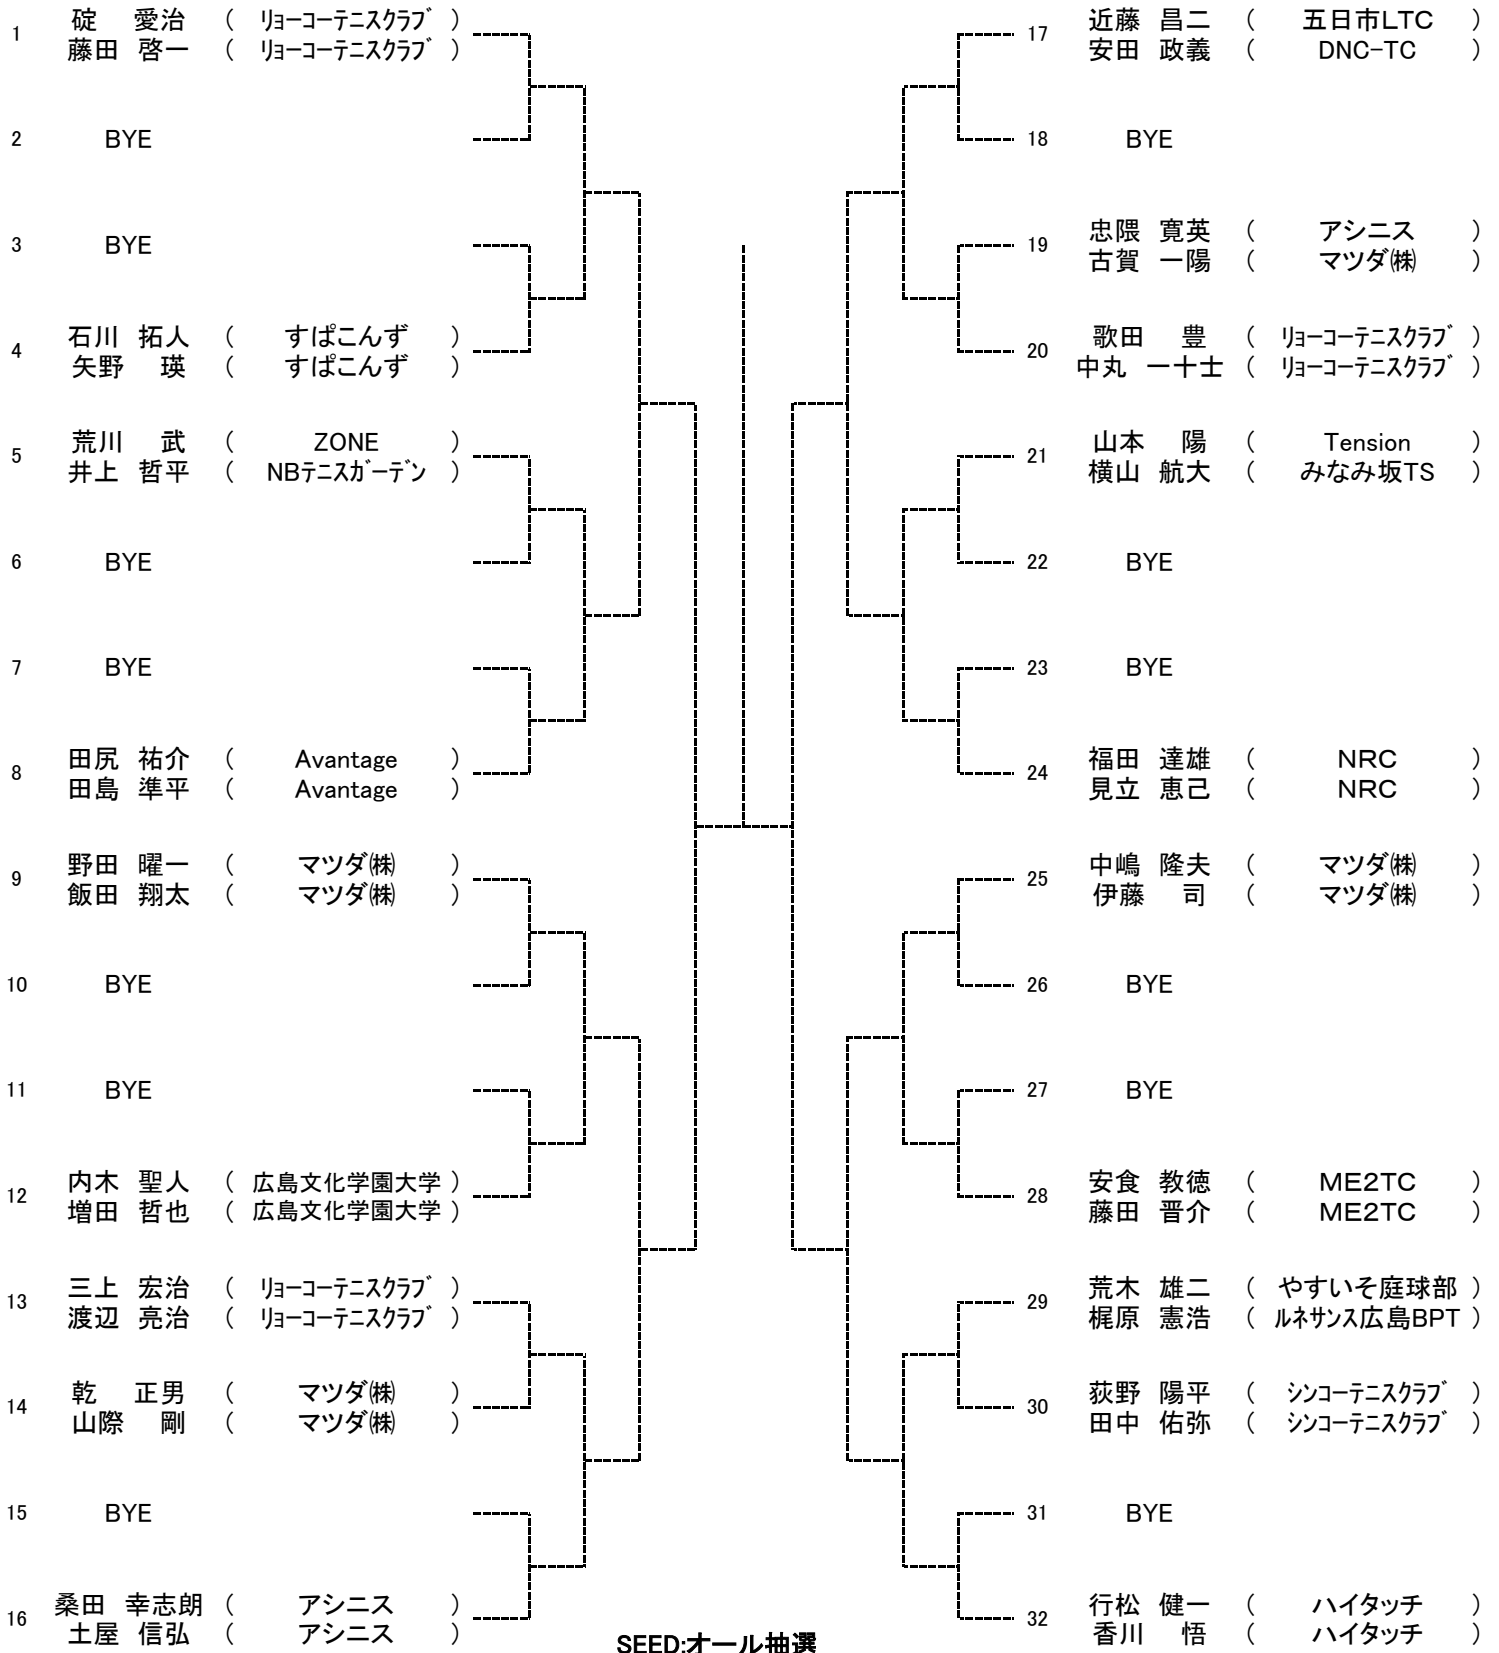 1 碇　愛治 （ ﾘｮｰｺｰﾃﾆｽｸﾗﾌﾞ ）
藤田　啓一 （ ﾘｮｰｺｰﾃﾆｽｸﾗﾌﾞ ）
2 BYE
3 BYE
4 石川　拓人 （ すぱこんず ）
矢野　瑛 （ すぱこんず ）
5 荒川　武 （ ZONE ）
井上　哲平 （ NBﾃﾆｽｶﾞｰﾃﾞﾝ ）
6 BYE
7 BYE
8 田尻　祐介 （ Avantage ）
田島　準平 （ Avantage ）
9 野田　曜一 （ マツダ㈱ ）
飯田　翔太 （ マツダ㈱ ）
10 BYE
11 BYE
12 内木　聖人 （ 広島文化学園大学 ）
増田　哲也 （ 広島文化学園大学 ）
13 三上　宏治 （ ﾘｮｰｺｰﾃﾆｽｸﾗﾌﾞ ）
渡辺　亮治 （ ﾘｮｰｺｰﾃﾆｽｸﾗﾌﾞ ）
14 乾　正男 （ マツダ㈱ ）
山際　剛 （ マツダ㈱ ）
15 BYE
16 桑田　幸志朗 （ アシニス ）
土屋　信弘 （ アシニス ）
17 近藤　昌二 （ 五日市LTC ）
安田　政義 （ DNC-TC ）
18 BYE
19 忠隈　寛英 （ アシニス ）
古賀　一陽 （ マツダ㈱ ）
20 歌田　豊 （ ﾘｮｰｺｰﾃﾆｽｸﾗﾌﾞ ）
中丸　一十士 （ ﾘｮｰｺｰﾃﾆｽｸﾗﾌﾞ ）
21 山本　陽 （ Tension ）
横山　航大 （ みなみ坂TS ）
22 BYE
23 BYE
24 福田　達雄 （ NRC ）
見立　恵己 （ NRC ）
25 中嶋　隆夫 （ マツダ㈱ ）
伊藤　司 （ マツダ㈱ ）
26 BYE
27 BYE
28 安食　教徳 （ ME2TC ）
藤田　晋介 （ ME2TC ）
29 荒木　雄二 （ やすいそ庭球部 ）
梶原　憲浩 （ ﾙﾈｻﾝｽ広島BPT ）
30 荻野　陽平 （ ｼﾝｺｰﾃﾆｽｸﾗﾌﾞ ）
田中　佑弥 （ ｼﾝｺｰﾃﾆｽｸﾗﾌﾞ ）
31 BYE
32 行松　健一 （ ハイタッチ ）
香川　悟 （ ハイタッチ ）
SEED:オール抽選